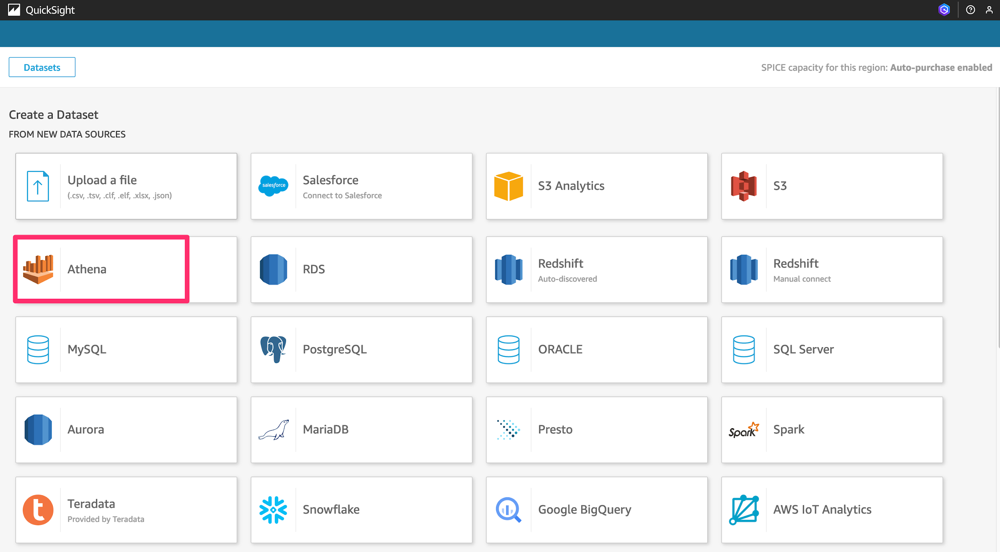 QuickSight
Datasets
SPICE capacity for this region: Auto-purchase enabled
Create a Dataset
FROM NEW DATA SOURCES
Upload a file
(.csv, .tsv, .clf, .elf, .xlsx, .json)
salesforce
Salesforce
Connect to Salesforce
S3 Analytics
S3
Athena
RDS
Redshift
Auto-discovered
Redshift
Manual connect
MySQL
PostgreSQL
ORACLE
SQL Server
Aurora
MariaDB
Presto
Spark
Spark
t
Teradata
Provided by Teradata
Snowflake
Google BigQuery
AWS IoT Analytics